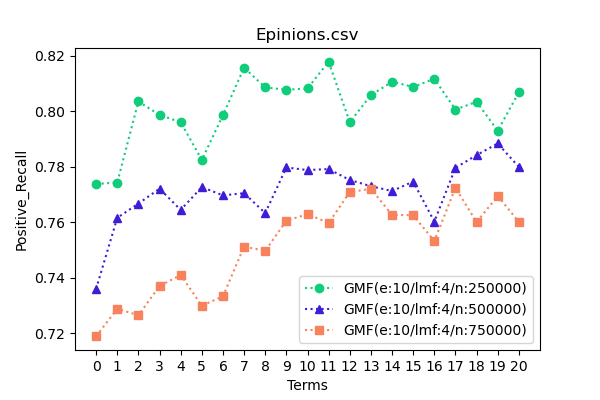 Epinions.csv
Positive_Recall
0.82
0.80
0.78
0.76
0.74
0.72
GMF(e:10/lmf:4/n:250000)
GMF(e:10/lmf:4/n:500000)
GMF(e:10/lmf:4/n:750000)
0 1 2 3 4 5 6 7 8 9 10 11 12 13 14 15 16 17 18 19 20
Terms